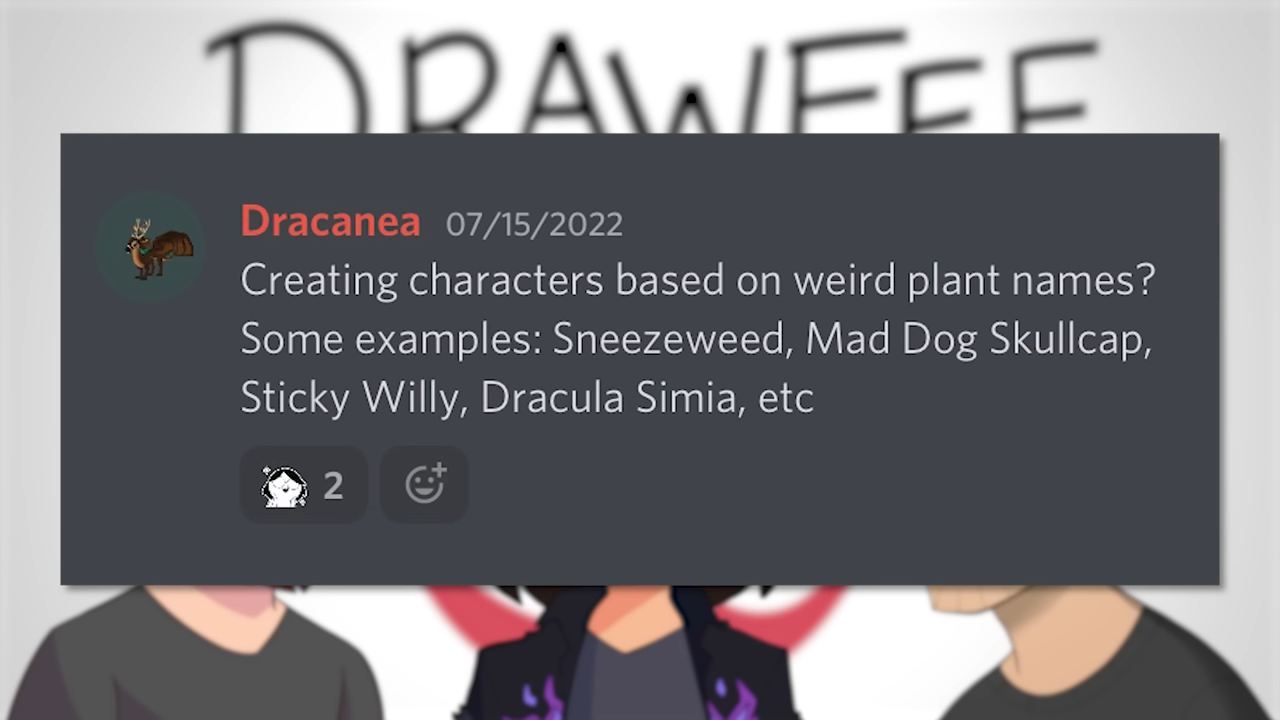 DRAWFEE
Dracanea 07/15/2022
Creating characters based on weird plant names?
Some examples: Sneezeweed, Mad Dog Skullcap,
Sticky Willy, Dracula Simia, etc
2